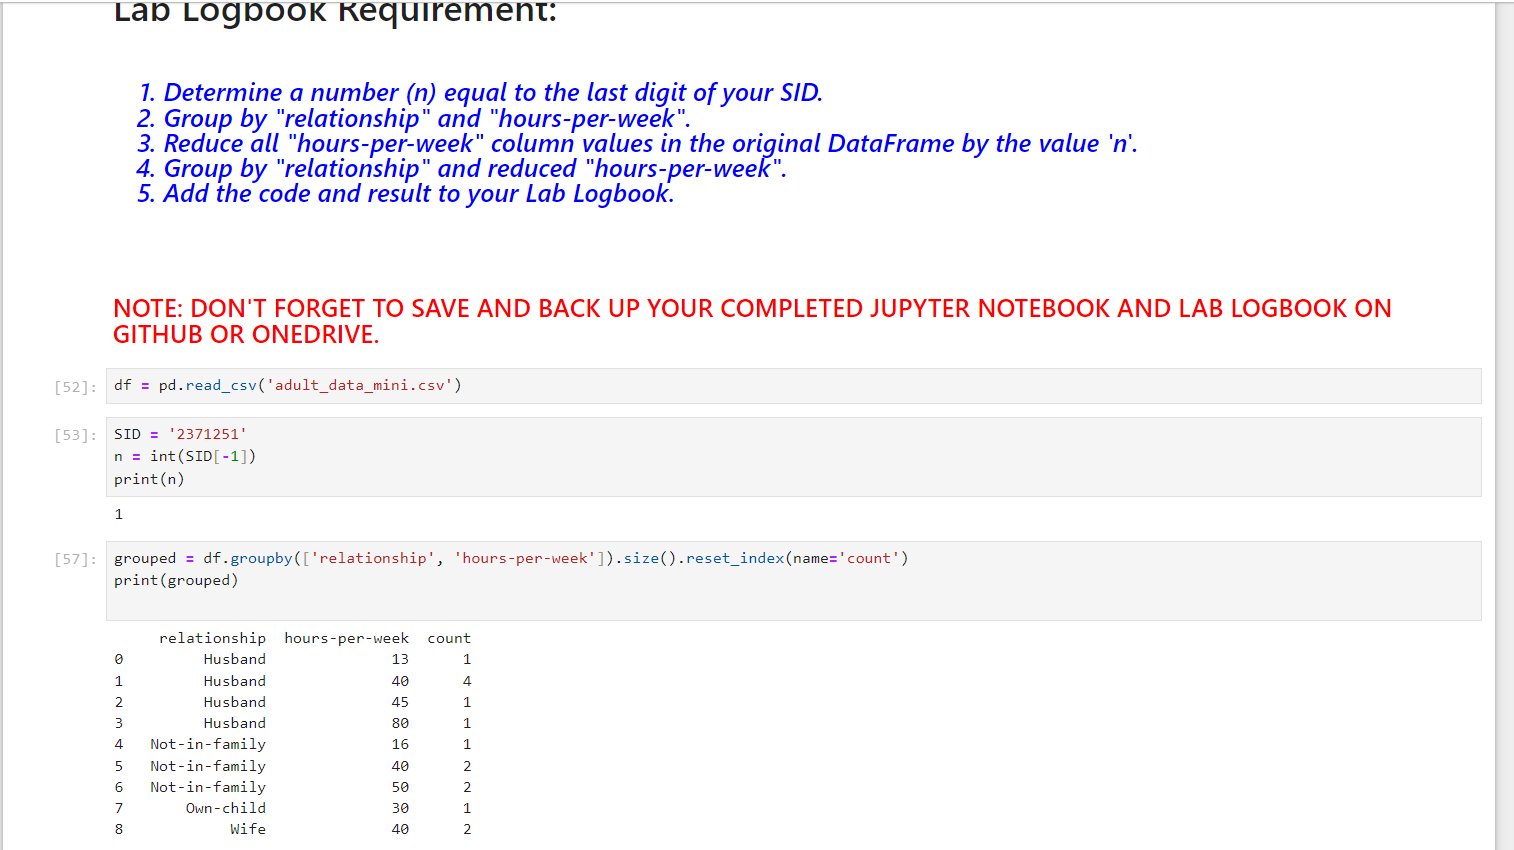 Lab Logbook Requirement:
1. Determine a number (n) equal to the last digit of your SID.
2. Group by "relationship" and "hours-per-week".
3. Reduce all "hours-per-week" column values in the original DataFrame by the value 'n'.
4. Group by "relationship" and reduced "hours-per-week".
5. Add the code and result to your Lab Logbook.
NOTE: DON'T FORGET TO SAVE AND BACK UP YOUR COMPLETED JUPYTER NOTEBOOK AND LAB LOGBOOK ON
GITHUB OR ONEDRIVE.
[52]: df = pd.read_csv('adult_data_mini.csv')
[53]: SID = '2371251'
n = int(SID[-1])
print(n)
1
[57]: grouped = df.groupby(['relationship', 'hours-per-week']).size().reset_index(name='count')
print(grouped)
relationship hours-per-week count
0 Husband 13 1
1 Husband 40 4
2 Husband 45 1
3 Husband 80 1
4 Not-in-family 16 1
5 Not-in-family 40 2
6 Not-in-family 50 2
7 Own-child 30 1
8 Wife 40 2